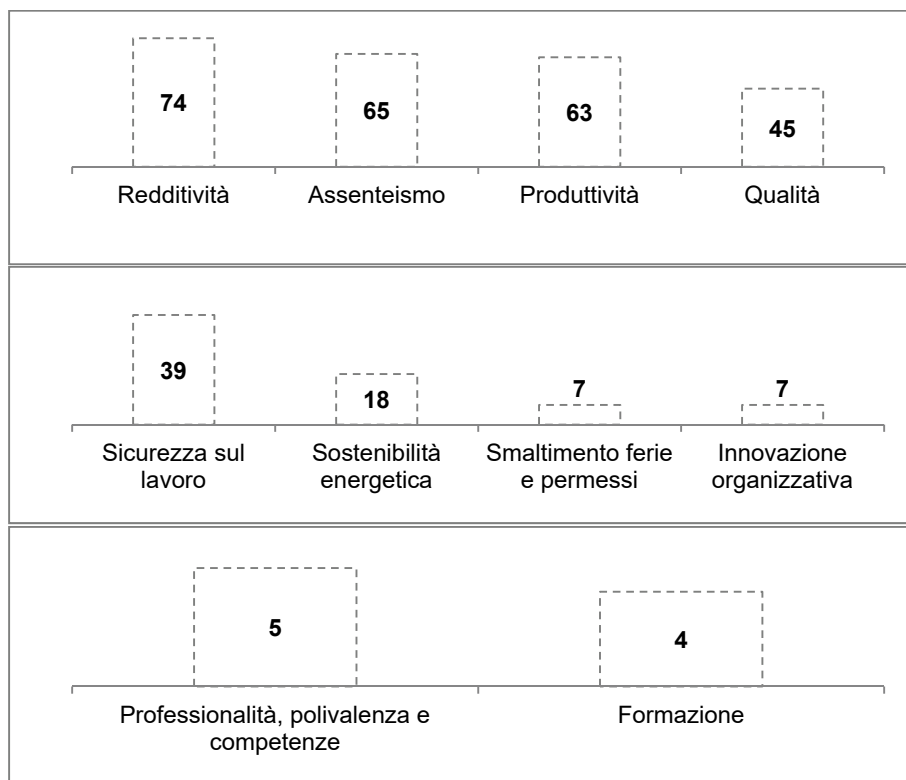 74
65
63
45
Redditività Assenteismo Produttività Qualità
39
18
7
7
Sicurezza sul
lavoro
Sostenibilità
energetica
Smaltimento ferie
e permessi
Innovazione
organizzativa
5
4
Professionalità, polivalenza e
competenze
Formazione